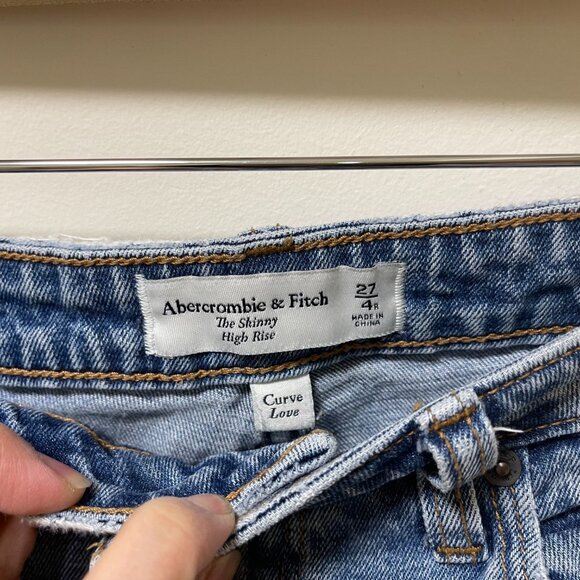 Abercrombie & Fitch
The Skinny
High Rise
27
4R
MADE IN
CHINA
Curve
Love